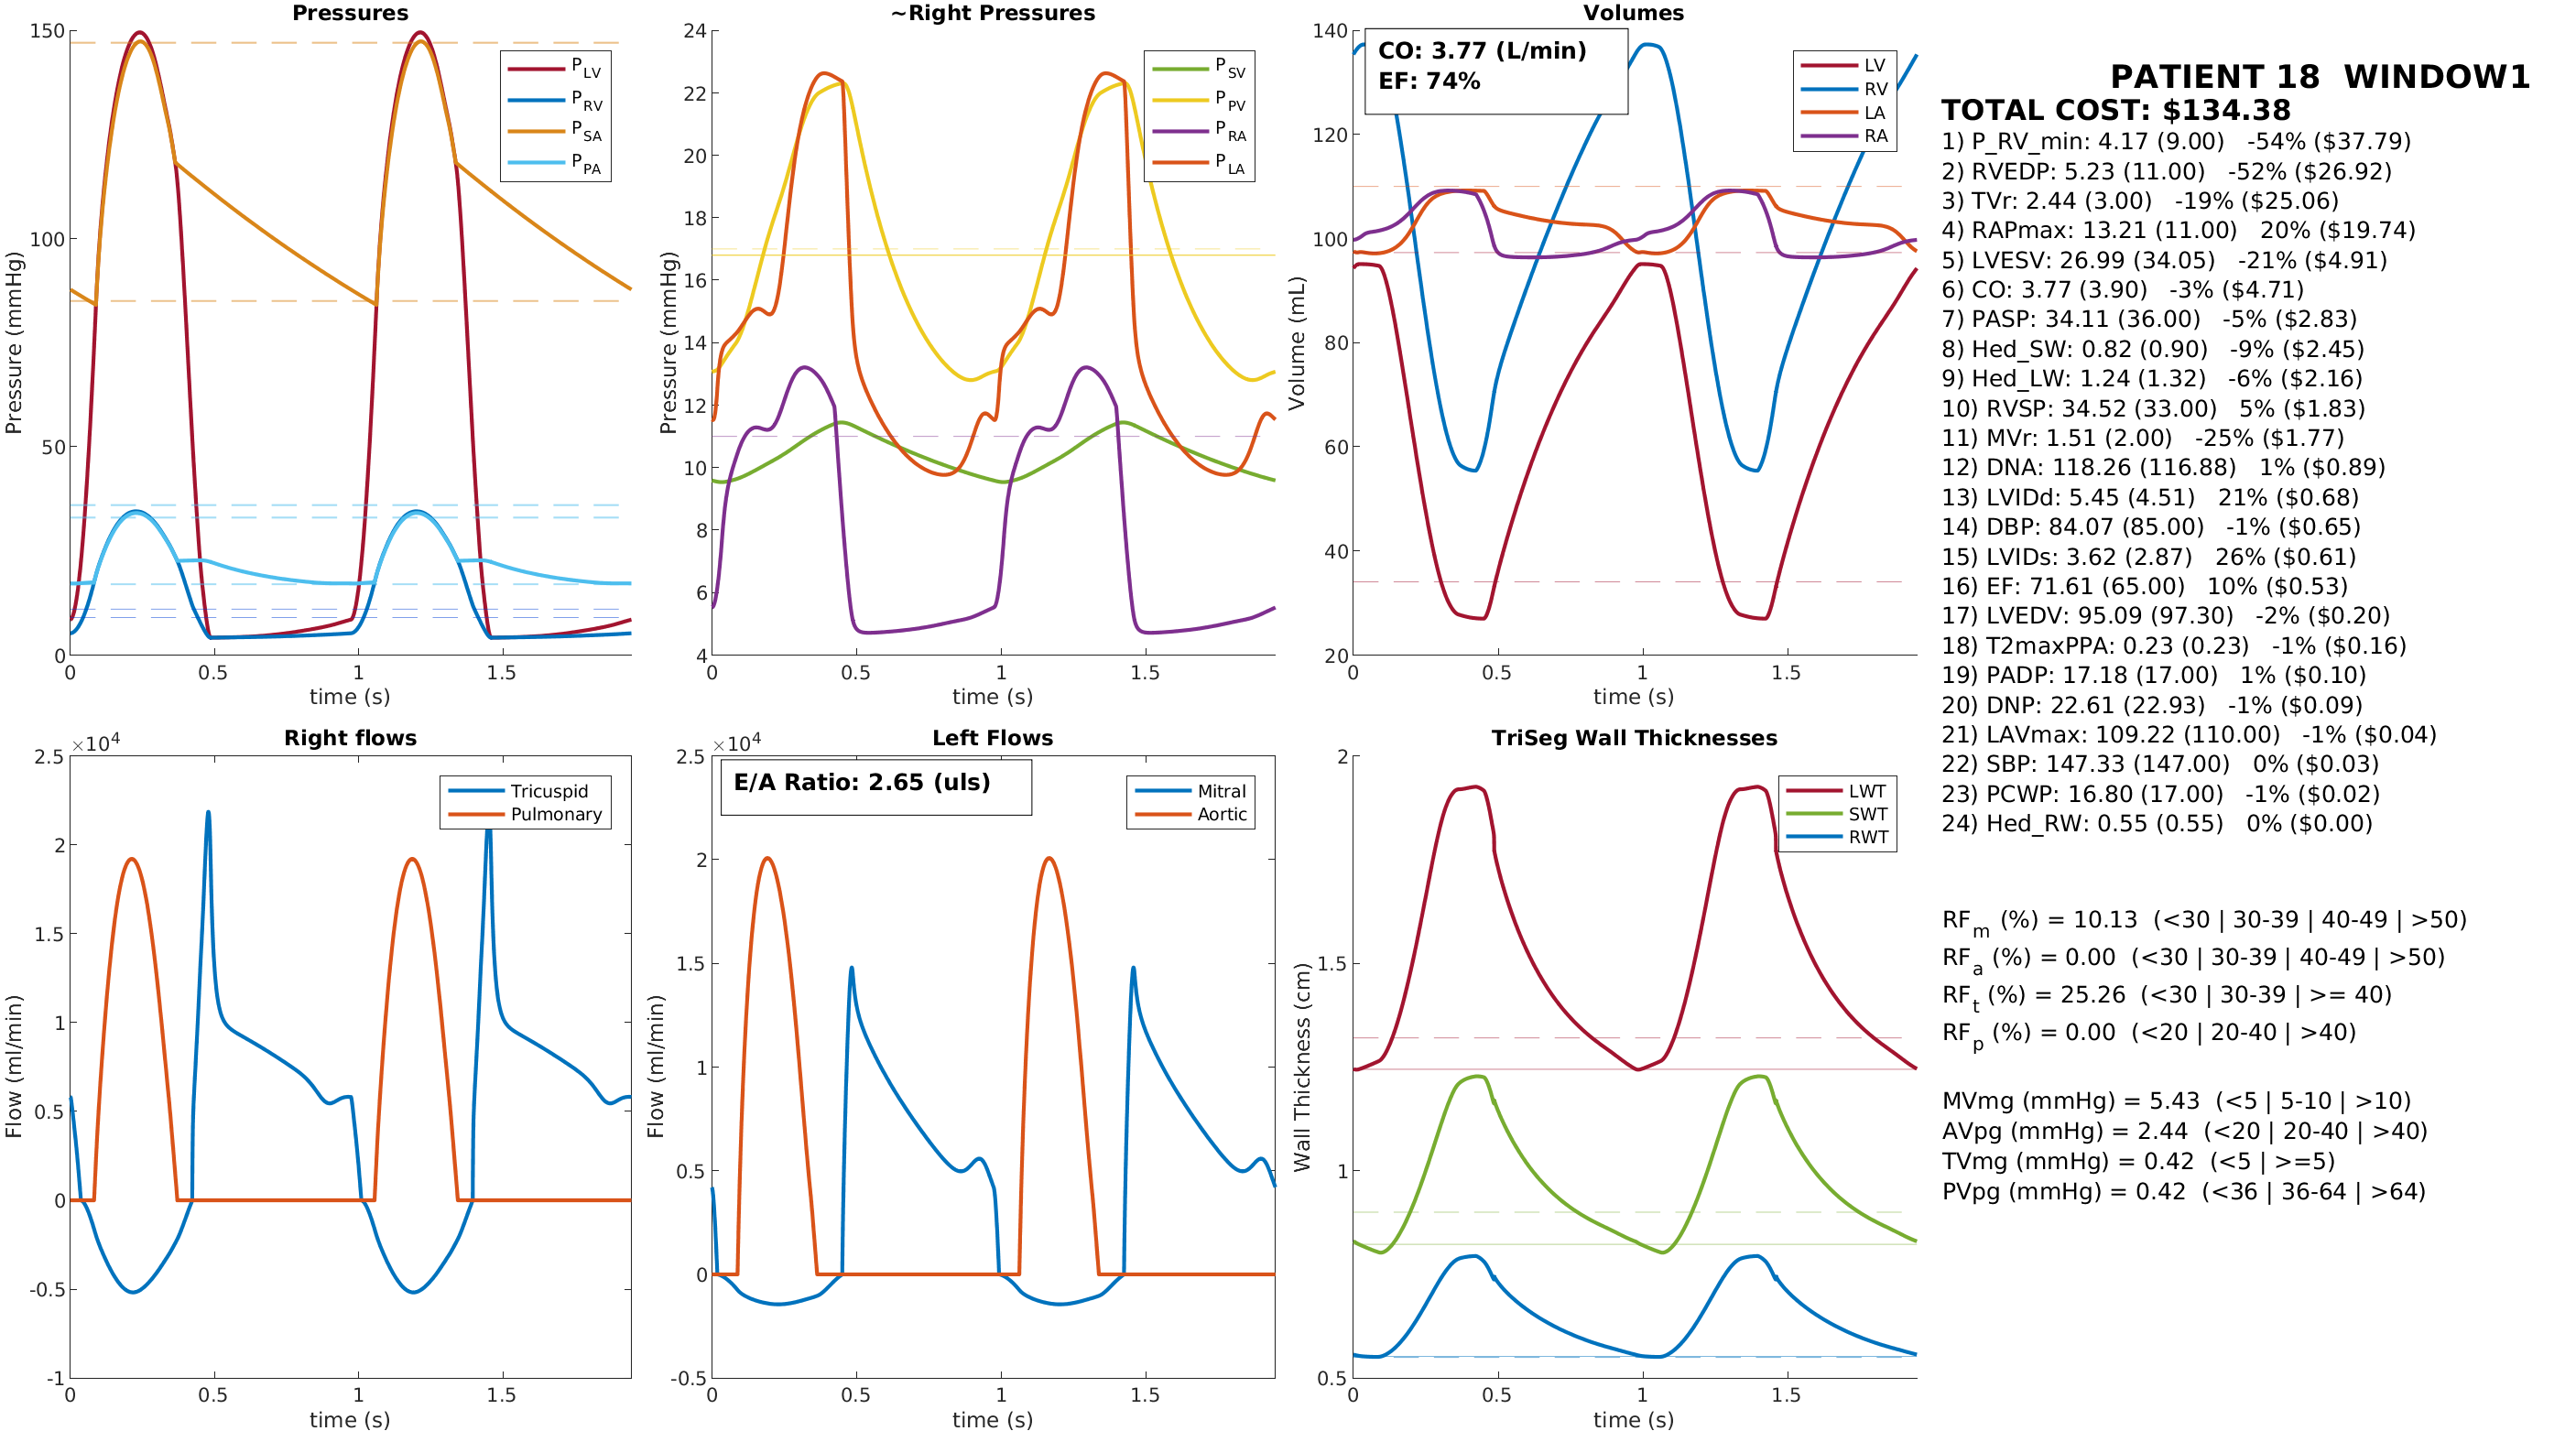 Pressures
150
100
50
0
0
0.5
1
1.5
Pressure (mmHg)
time (s)
P_LV
P_RV
P_SA
P_PA
~Right Pressures
24
22
20
18
16
14
12
10
8
6
4
0
0.5
1
1.5
Pressure (mmHg)
time (s)
P_SV
P_PV
P_RA
P_LA
Volumes
140
120
100
80
60
40
20
0
0.5
1
1.5
Volume (mL)
time (s)
CO: 3.77 (L/min)
EF: 74%
LV
RV
LA
RA
PATIENT 18 WINDOW1
TOTAL COST: $134.38
1) P_RV_min: 4.17 (9.00) -54% ($37.79)
2) RVEDP: 5.23 (11.00) -52% ($26.92)
3) TVr: 2.44 (3.00) -19% ($25.06)
4) RAPmax: 13.21 (11.00) 20% ($19.74)
5) LVESV: 26.99 (34.05) -21% ($4.91)
6) CO: 3.77 (3.90) -3% ($4.71)
7) PASP: 34.11 (36.00) -5% ($2.83)
8) Hed_SW: 0.82 (0.90) -9% ($2.45)
9) Hed_LW: 1.24 (1.32) -6% ($2.16)
10) RVSP: 34.52 (33.00) 5% ($1.83)
11) MVr: 1.51 (2.00) -25% ($1.77)
12) DNA: 118.26 (116.88) 1% ($0.89)
13) LVIDd: 5.45 (4.51) 21% ($0.68)
14) DBP: 84.07 (85.00) -1% ($0.65)
15) LVIDs: 3.62 (2.87) 26% ($0.61)
16) EF: 71.61 (65.00) 10% ($0.53)
17) LVEDV: 95.09 (97.30) -2% ($0.20)
18) T2maxPPA: 0.23 (0.23) -1% ($0.16)
19) PADP: 17.18 (17.00) 1% ($0.10)
20) DNP: 22.61 (22.93) -1% ($0.09)
21) LAVmax: 109.22 (110.00) -1% ($0.04)
22) SBP: 147.33 (147.00) 0% ($0.03)
23) PCWP: 16.80 (17.00) -1% ($0.02)
24) Hed_RW: 0.55 (0.55) 0% ($0.00)
RF_m (%) = 10.13 (<30 | 30-39 | 40-49 | >50)
RF_a (%) = 0.00 (<30 | 30-39 | 40-49 | >50)
RF_t (%) = 25.26 (<30 | 30-39 | >= 40)
RF_p (%) = 0.00 (<20 | 20-40 | >40)
MVmg (mmHg) = 5.43 (<5 | 5-10 | >10)
AVpg (mmHg) = 2.44 (<20 | 20-40 | >40)
TVmg (mmHg) = 0.42 (<5 | >=5)
PVpg (mmHg) = 0.42 (<36 | 36-64 | >64)
Right flows
×10^4
2.5
2
1.5
1
0.5
0
-0.5
-1
0
0.5
1
1.5
Flow (ml/min)
time (s)
Tricuspid
Pulmonary
Left Flows
×10^4
2.5
2
1.5
1
0.5
0
-0.5
0
0.5
1
1.5
Flow (ml/min)
time (s)
E/A Ratio: 2.65 (uls)
Mitral
Aortic
TriSeg Wall Thicknesses
2
1.5
1
0.5
0
0.5
1
1.5
Wall Thickness (cm)
time (s)
LWT
SWT
RWT